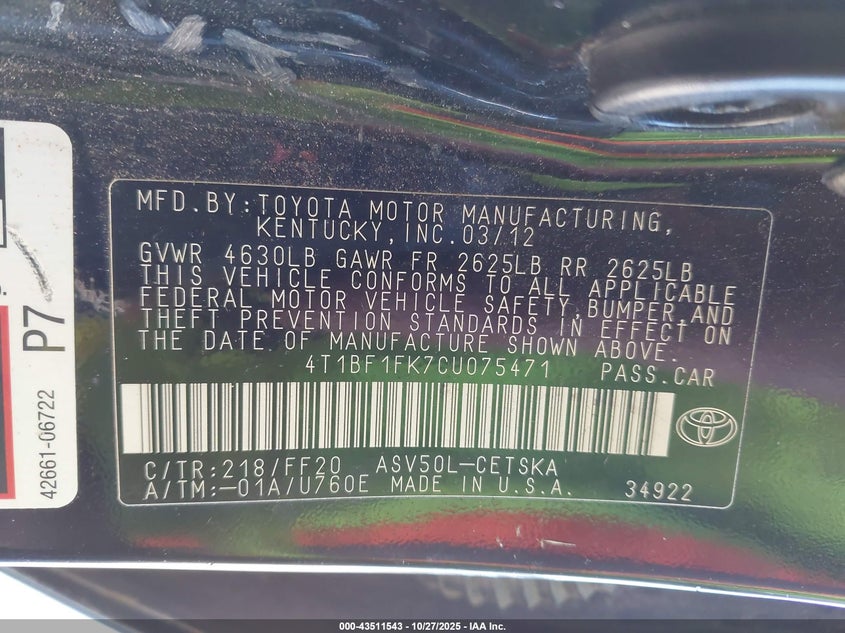 MFD.BY:TOYOTA MOTOR MANUFACTURING,
KENTUCKY,INC.03/12
GVWR 4630LB GAWR FR 2625LB RR 2625LB
THIS VEHICLE CONFORMS TO ALL APPLICABLE
FEDERAL MOTOR VEHICLE SAFETY,BUMPER,AND
THEFT PREVENTION STANDARDS IN EFFECT ON
THE DATE OF MANUFACTURE SHOWN ABOVE.
4T1BF1FK7CU075471 PASS.CAR
C/TR:218/FF20 ASV50L-CETSKA
A/TM:-01A/U760E MADE IN U.S.A. 34922
P7
42661-06722
000-43511543 - 10/27/2025 - IAA Inc.